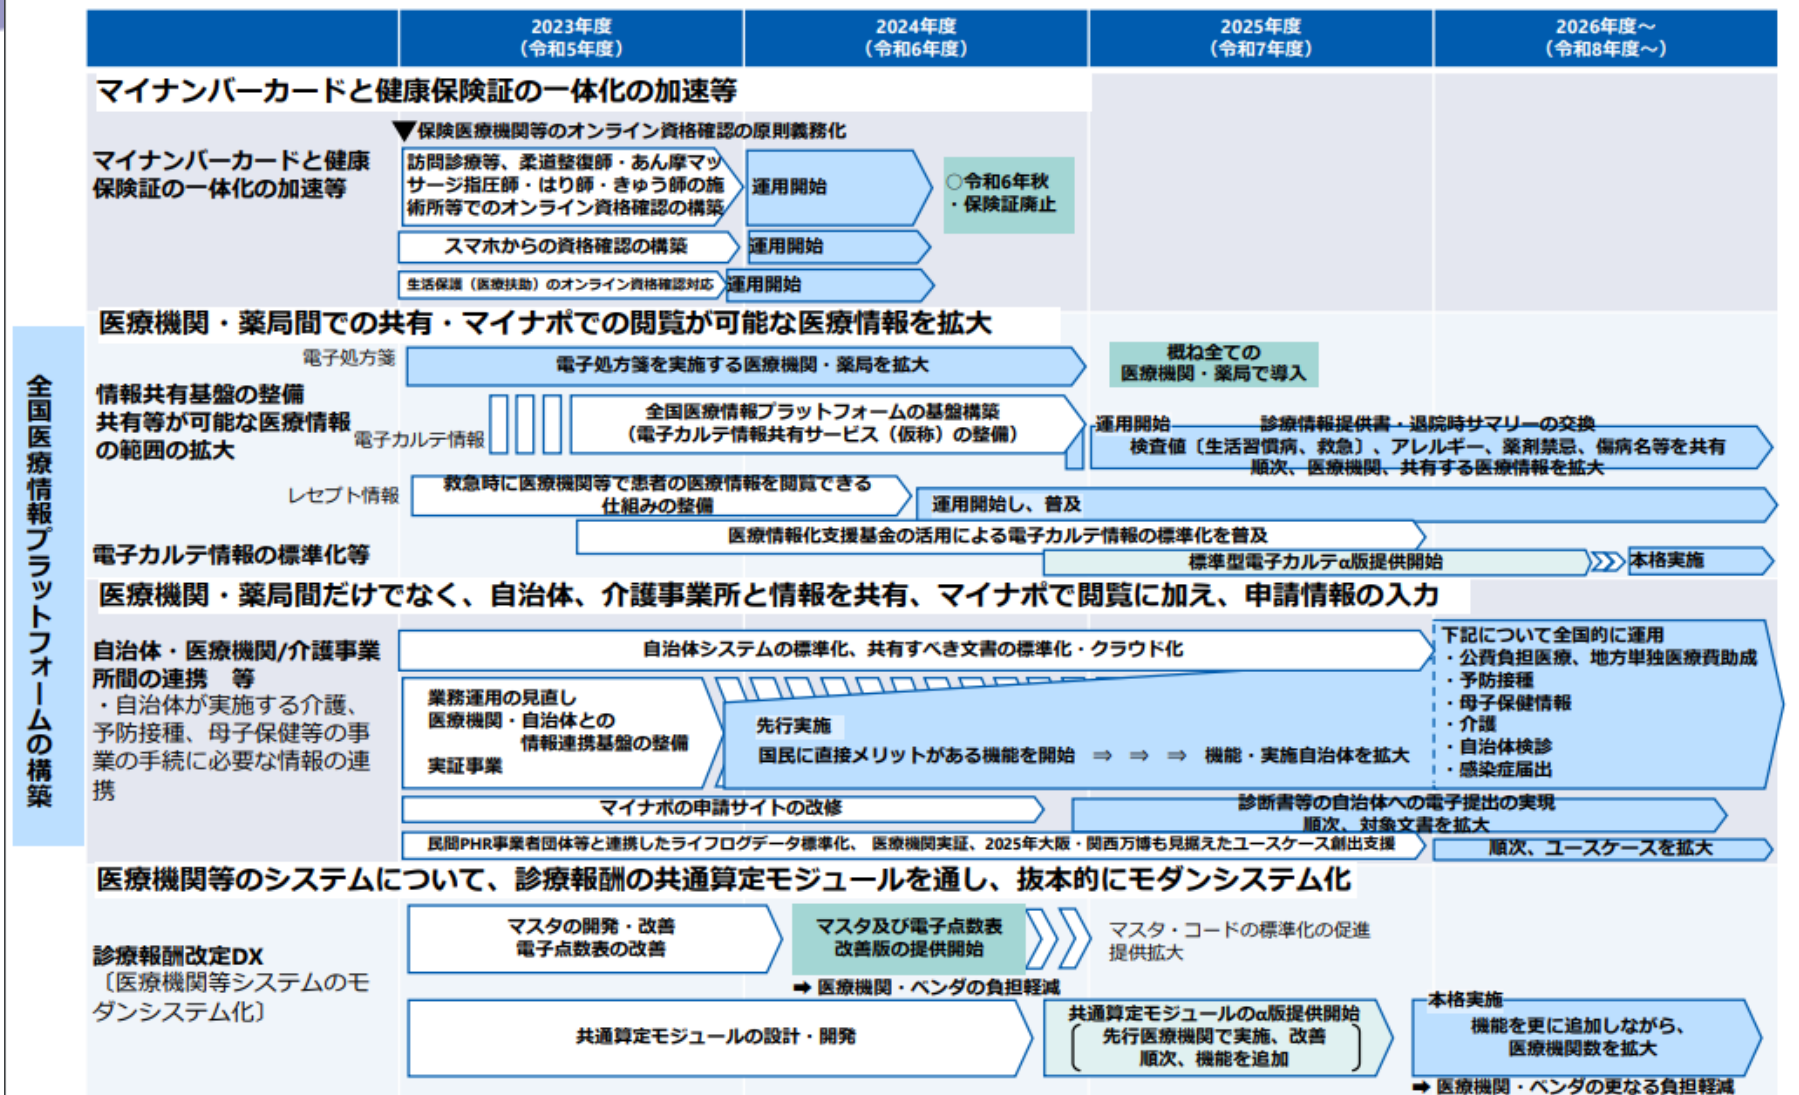 2023年度
（令和5年度）
2024年度
（令和6年度）
2025年度
（令和7年度）
2026年度～
（令和8年度～）
全国医療情報プラットフォームの構築
マイナンバーカードと健康保険証の一体化の加速等
▼保険医療機関等のオンライン資格確認の原則義務化
マイナンバーカードと健康
保険証の一体化の加速等
訪問診療等、柔道整復師・あん摩マッ
サージ指圧師・はり師・きゅう師の施
術所等でのオンライン資格確認の構築
運用開始
○令和6年秋
・保険証廃止
スマホからの資格確認の構築
運用開始
生活保護（医療扶助）のオンライン資格確認対応
運用開始
医療機関・薬局間での共有・マイナポでの閲覧が可能な医療情報を拡大
電子処方箋
電子処方箋を実施する医療機関・薬局を拡大
概ね全ての
医療機関・薬局で導入
情報共有基盤の整備
共有等が可能な医療情報
の範囲の拡大
電子カルテ情報
全国医療情報プラットフォームの基盤構築
（電子カルテ情報共有サービス（仮称）の整備）
運用開始
診療情報提供書・退院時サマリーの交換
検査値〔生活習慣病、救急〕、アレルギー、薬剤禁忌、傷病名等を共有
順次、医療機関、共有する医療情報を拡大
レセプト情報
救急時に医療機関等で患者の医療情報を閲覧できる
仕組みの整備
運用開始し、普及
電子カルテ情報の標準化等
医療情報化支援基金の活用による電子カルテ情報の標準化を普及
標準型電子カルテα版提供開始
本格実施
医療機関・薬局間だけでなく、自治体、介護事業所と情報を共有、マイナポで閲覧に加え、申請情報の入力
自治体・医療機関/介護事業
所間の連携　等
・自治体が実施する介護、
予防接種、母子保健等の事
業の手続に必要な情報の連
携
自治体システムの標準化、共有すべき文書の標準化・クラウド化
業務運用の見直し
医療機関・自治体との
情報連携基盤の整備
実証事業
先行実施
国民に直接メリットがある機能を開始　⇒　⇒　⇒　機能・実施自治体を拡大
下記について全国的に運用
・公費負担医療、地方単独医療費助成
・予防接種
・母子保健情報
・介護
・自治体検診
・感染症届出
マイナポの申請サイトの改修
診断書等の自治体への電子提出の実現
順次、対象文書を拡大
民間PHR事業者団体等と連携したライフログデータ標準化、 医療機関実証、2025年大阪・関西万博も見据えたユースケース創出支援
順次、ユースケースを拡大
医療機関等のシステムについて、診療報酬の共通算定モジュールを通し、抜本的にモダンシステム化
診療報酬改定DX
〔医療機関等システムのモ
ダンシステム化〕
マスタの開発・改善
電子点数表の改善
マスタ及び電子点数表
改善版の提供開始
マスタ・コードの標準化の促進
提供拡大
➡ 医療機関・ベンダの負担軽減
共通算定モジュールの設計・開発
共通算定モジュールのα版提供開始
先行医療機関で実施、改善
順次、機能を追加
本格実施
機能を更に追加しながら、
医療機関数を拡大
➡ 医療機関・ベンダの更なる負担軽減